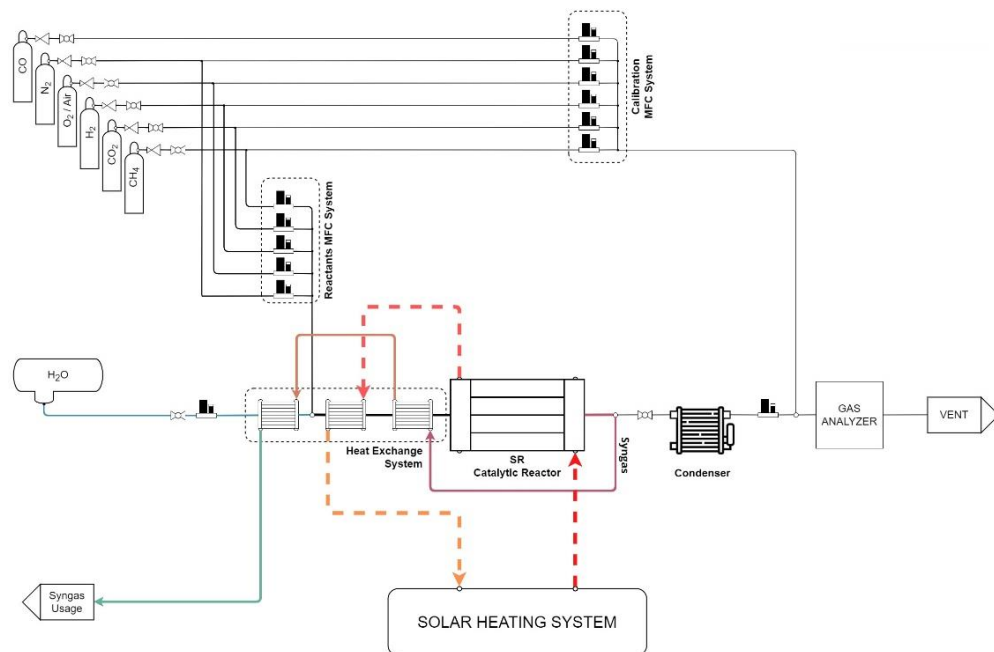 CO
N2
O2 / Air
H2
CO2
CH4
Calibration
MFC System
Reactants MFC System
H2O
Heat Exchange
System
SR
Catalytic Reactor
Syngas
Condenser
GAS
ANALYZER
VENT
Syngas
Usage
SOLAR HEATING SYSTEM